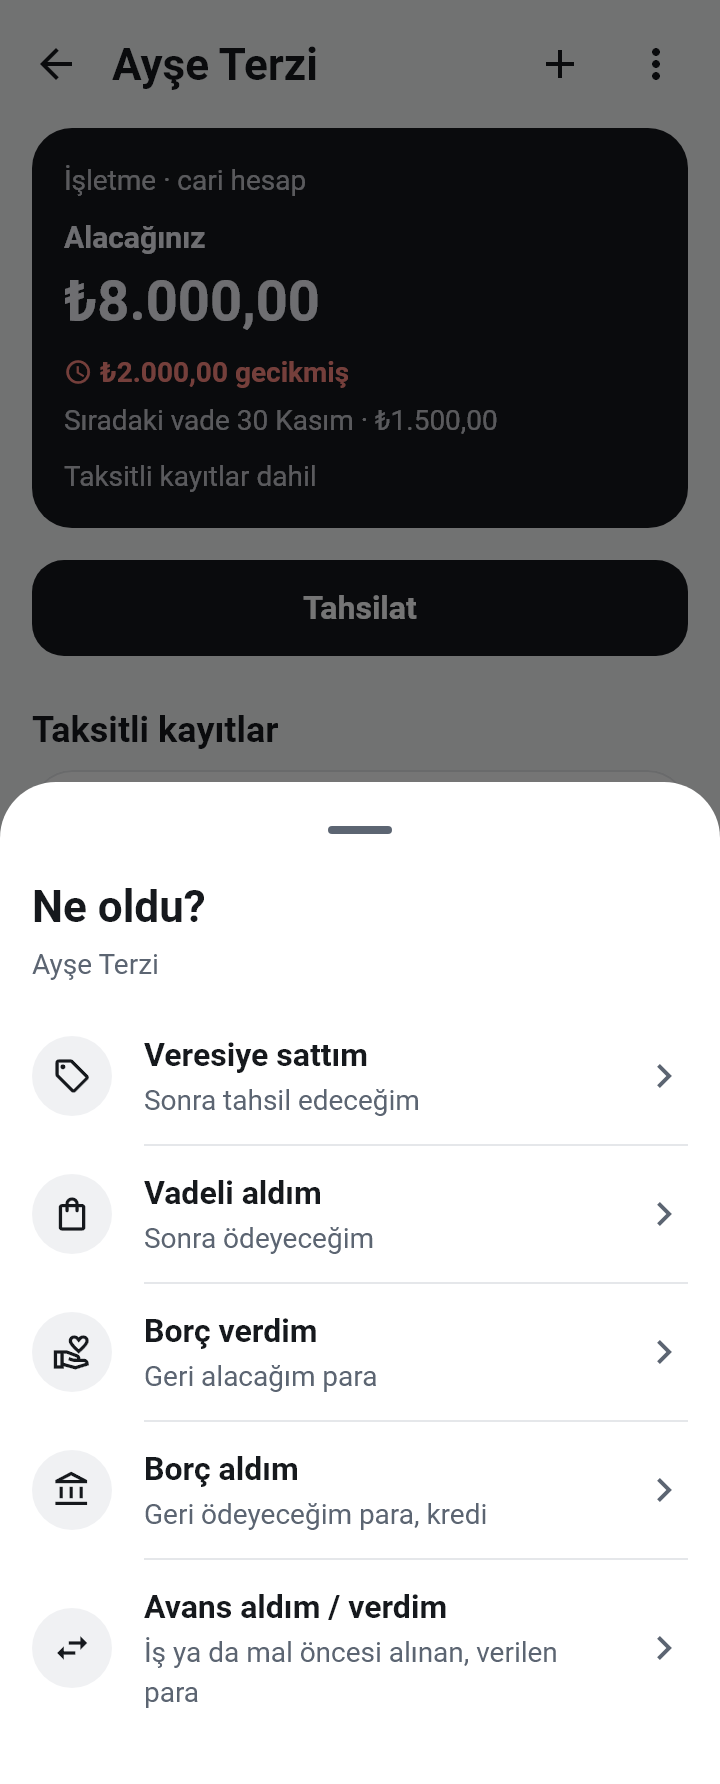 Ayşe Terzi
İşletme · cari hesap
Alacağınız
₺8.000,00
₺2.000,00 gecikmiş
Sıradaki vade 30 Kasım · ₺1.500,00
Taksitli kayıtlar dahil
Tahsilat
Taksitli kayıtlar
Ne oldu?
Ayşe Terzi
Veresiye sattım
Sonra tahsil edeceğim
Vadeli aldım
Sonra ödeyeceğim
Borç verdim
Geri alacağım para
Borç aldım
Geri ödeyeceğim para, kredi
Avans aldım / verdim
İş ya da mal öncesi alınan, verilen
para